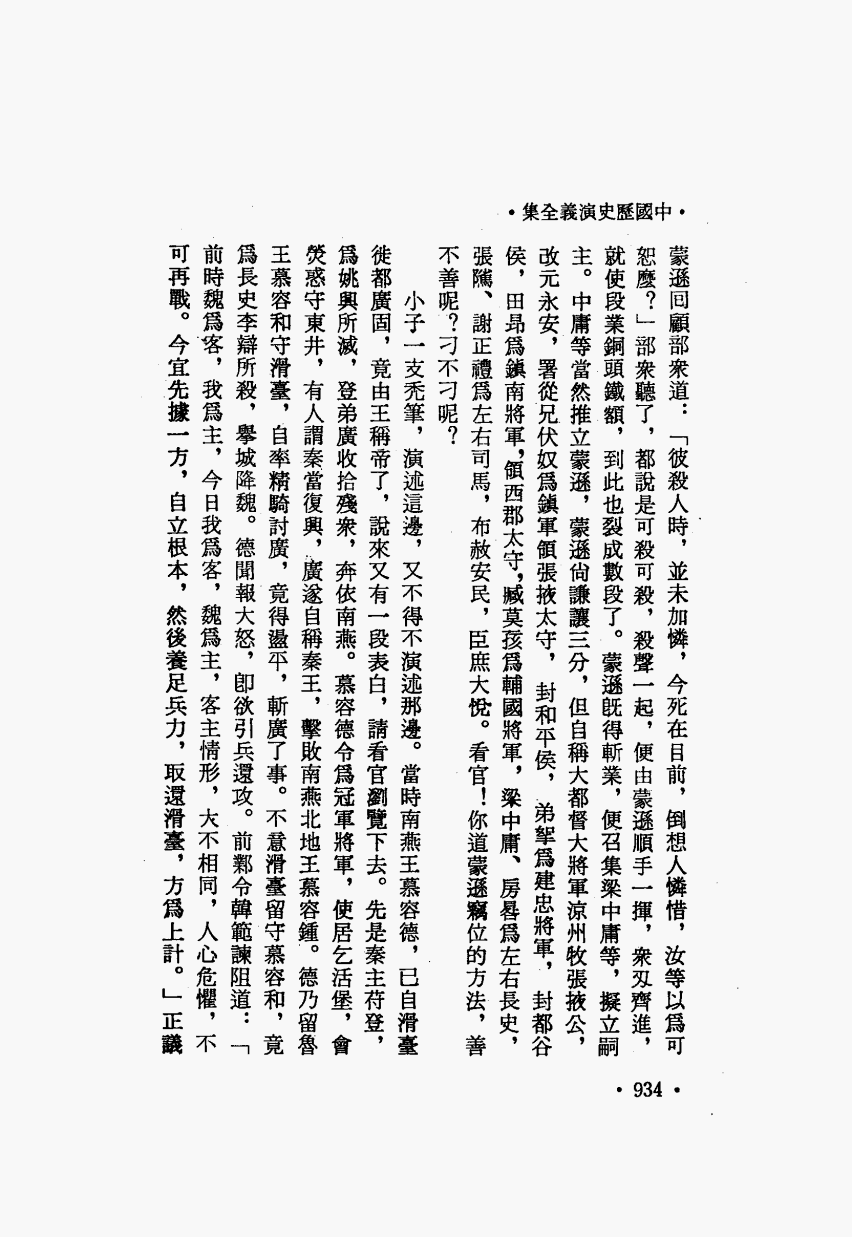 •中國歷史演義全集•
蒙遜囘顧部衆道：「彼殺人時，並未加憐，今死在目前，倒想人憐惜，汝等以爲可
恕麼？」部衆聽了，都說是可殺可殺，殺聲一起，便由蒙遜順手一揮，衆刄齊進，
就使段業銅頭鐵額，到此也裂成數段了。蒙遜旣得斬業，便召集梁中庸等，擬立嗣
主。中庸等當然推立蒙遜，蒙遜尙謙讓三分，但自稱大都督大將軍涼州牧張掖公，
改元永安，署從兄伏奴爲鎭軍領張掖太守，封和平侯，弟挐爲建忠將軍，封都谷
侯，田昂爲鎭南將軍，領西郡太守，臧莫孩爲輔國將軍，梁中庸、房晷爲左右長史，
張隲、謝正禮爲左右司馬，布赦安民，臣庶大悅。看官！你道蒙遜竊位的方法，善
不善呢？刁不刁呢？
小子一支禿筆，演述這邊，又不得不演述那邊。當時南燕王慕容德，已自滑臺
徙都廣固，竟由王稱帝了，說來又有一段表白，請看官瀏覽下去。先是秦主苻登，
爲姚興所滅，登弟廣收拾殘衆，奔依南燕。慕容德令爲冠軍將軍，使居乞活堡，會
熒惑守東井，有人謂秦當復興，廣遂自稱秦王，擊敗南燕北地王慕容鍾。德乃留魯
王慕容和守滑臺，自率精騎討廣，竟得盪平，斬廣了事。不意滑臺留守慕容和，竟
爲長史李辯所殺，擧城降魏。德聞報大怒，卽欲引兵還攻。前鄴令韓範諫阻道：「
前時魏爲客，我爲主，今日我爲客，魏爲主，客主情形，大不相同，人心危懼，不
可再戰。今宜先據一方，自立根本，然後養足兵力，取還滑臺，方爲上計。」正議
•934•